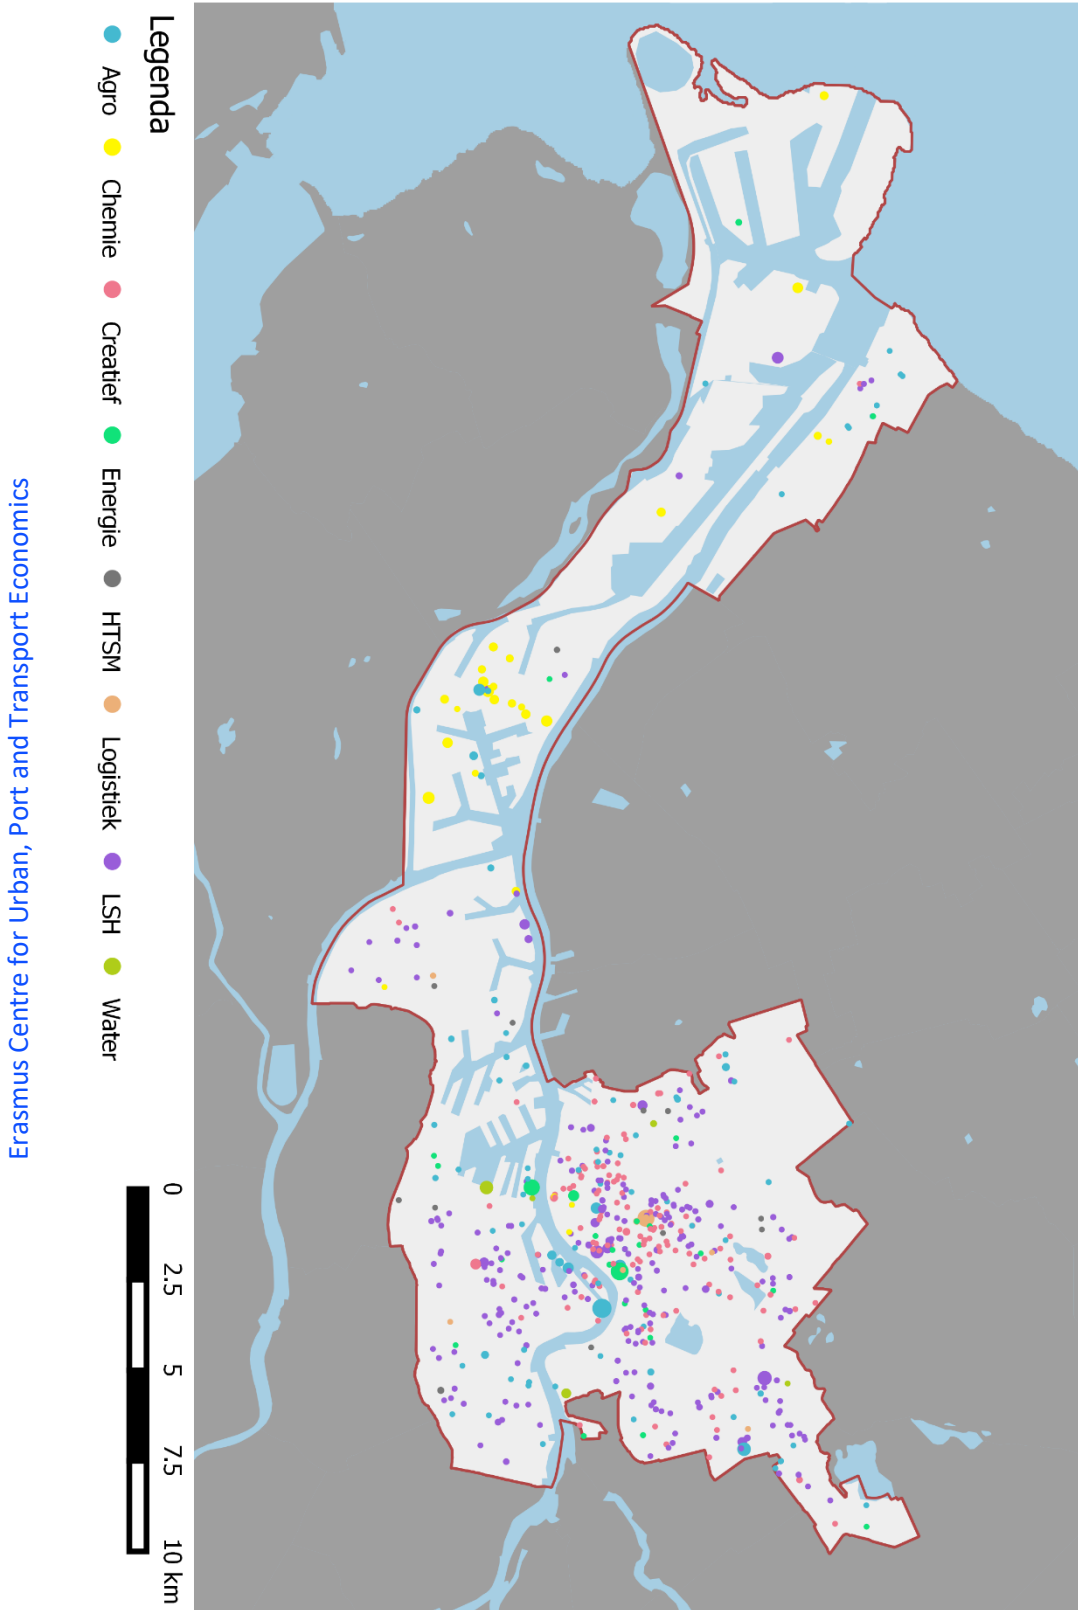 Legenda
Agro
Chemie
Creatief
Energie
HTSM
Logistiek
LSH
Water
0
2.5
5
7.5
10 km
Erasmus Centre for Urban, Port and Transport Economics